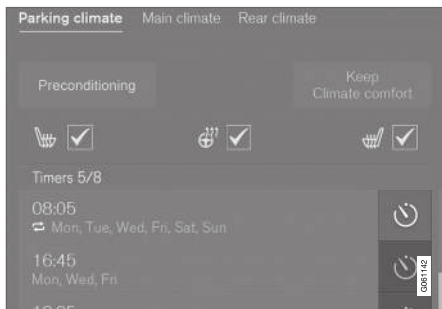 Parking climate Main climate Rear climate
Preconditioning
Keep
Climate comfort
Timers 5/8
08:05
Mon, Tue, Wed, Fri, Sat, Sun
16:45
Mon, Wed, Fri
G061142